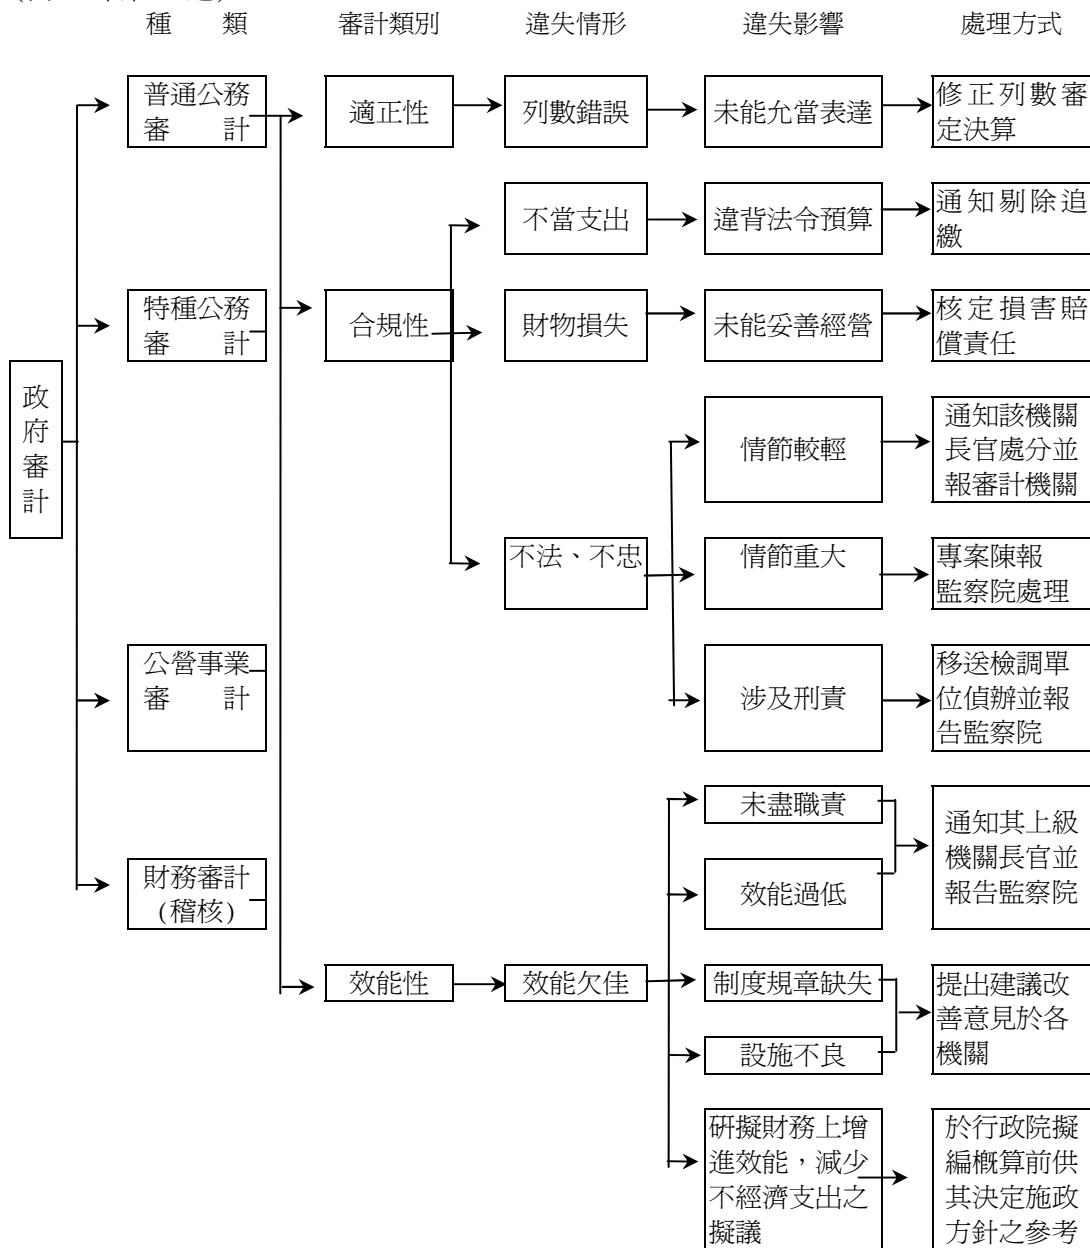 種 類 審計類別 違失情形 違失影響 處理方式
普通公務
審 計
適正性
列數錯誤
未能允當表達
修正列數審
定決算
不當支出
違背法令預算
通知剔除追
繳
特種公務
審 計
合規性
財物損失
未能妥善經營
核定損害賠
償責任
政
府
審
計
情節較輕
通知該機關
長官處分並
報審計機關
不法、不忠
情節重大
專案陳報
監察院處理
公營事業
審 計
涉及刑責
移送檢調單
位偵辦並報
告監察院
未盡職責
通知其上級
機關長官並
報告監察院
財務審計
(稽核)
效能過低
效能性
效能欠佳
制度規章缺失
提出建議改
善意見於各
機關
設施不良
研擬財務上增
進效能，減少
不經濟支出之
擬議
於行政院擬
編概算前供
其決定施政
方針之參考